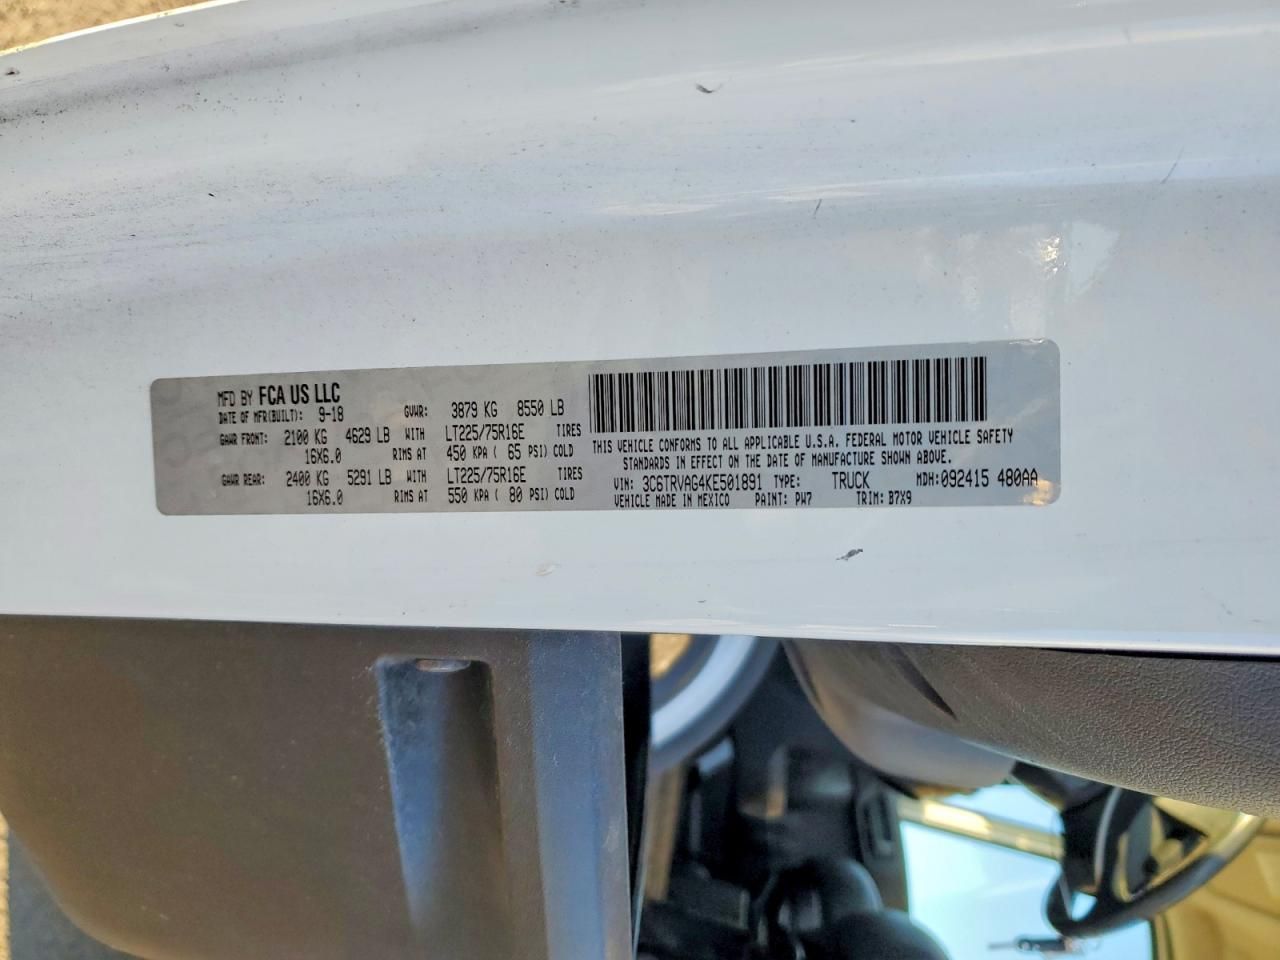 MFD BY FCA US LLC
DATE OF MFR(BUILT): 9-18 GVWR: 3879 KG 8550 LB
GAWR FRONT: 2100 KG 4629 LB WITH LT225/75R16E TIRES
16X6.0 RIMS AT 450 KPA ( 65 PSI) COLD
GAWR REAR: 2400 KG 5291 LB WITH LT225/75R16E TIRES
16X6.0 RIMS AT 550 KPA ( 80 PSI) COLD
THIS VEHICLE CONFORMS TO ALL APPLICABLE U.S.A. FEDERAL MOTOR VEHICLE SAFETY
STANDARDS IN EFFECT ON THE DATE OF MANUFACTURE SHOWN ABOVE.
VIN: 3C6TRVAG4KE501891 TYPE: TRUCK MDH: 092415 480AA
VEHICLE MADE IN MEXICO PAINT: PW7 TRIM: B7X9